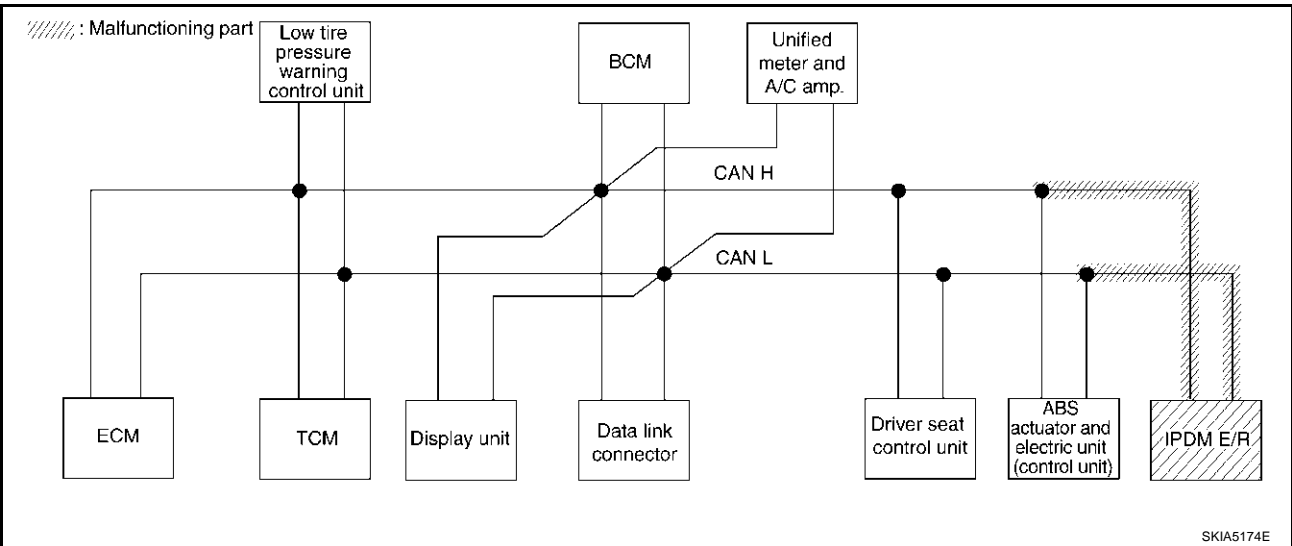 : Malfunctioning part
Low tire
pressure
warning
control unit
BCM
Unified
meter and
A/C amp.
CAN H
CAN L
ECM
TCM
Display unit
Data link
connector
Driver seat
control unit
ABS
actuator and
electric unit
(control unit)
IPDM E/R
SKIA5174E